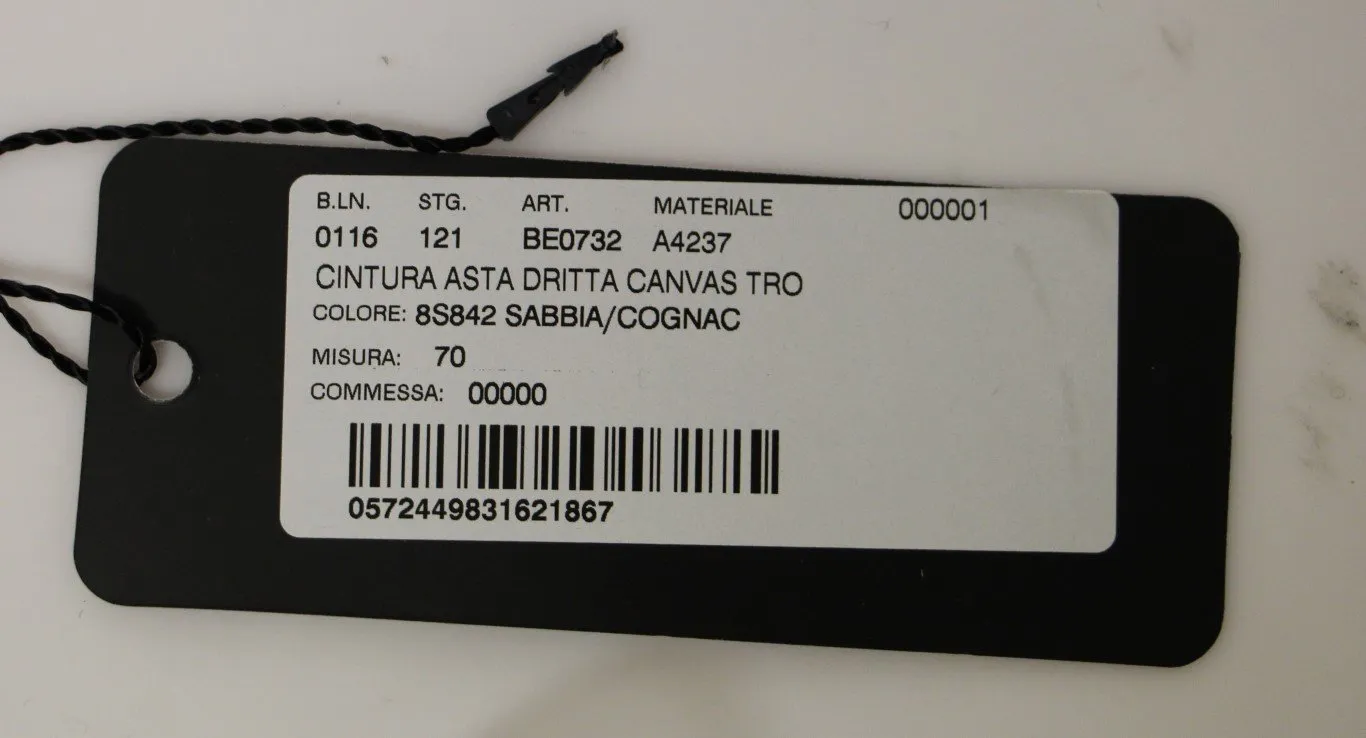 B.LN. STG. ART. MATERIALE 000001
0116 121 BE0732 A4237
CINTURA ASTA DRITTA CANVAS TRO
COLORE: 8S842 SABBIA/COGNAC
MISURA: 70
COMMESSA: 00000
0572449831621867